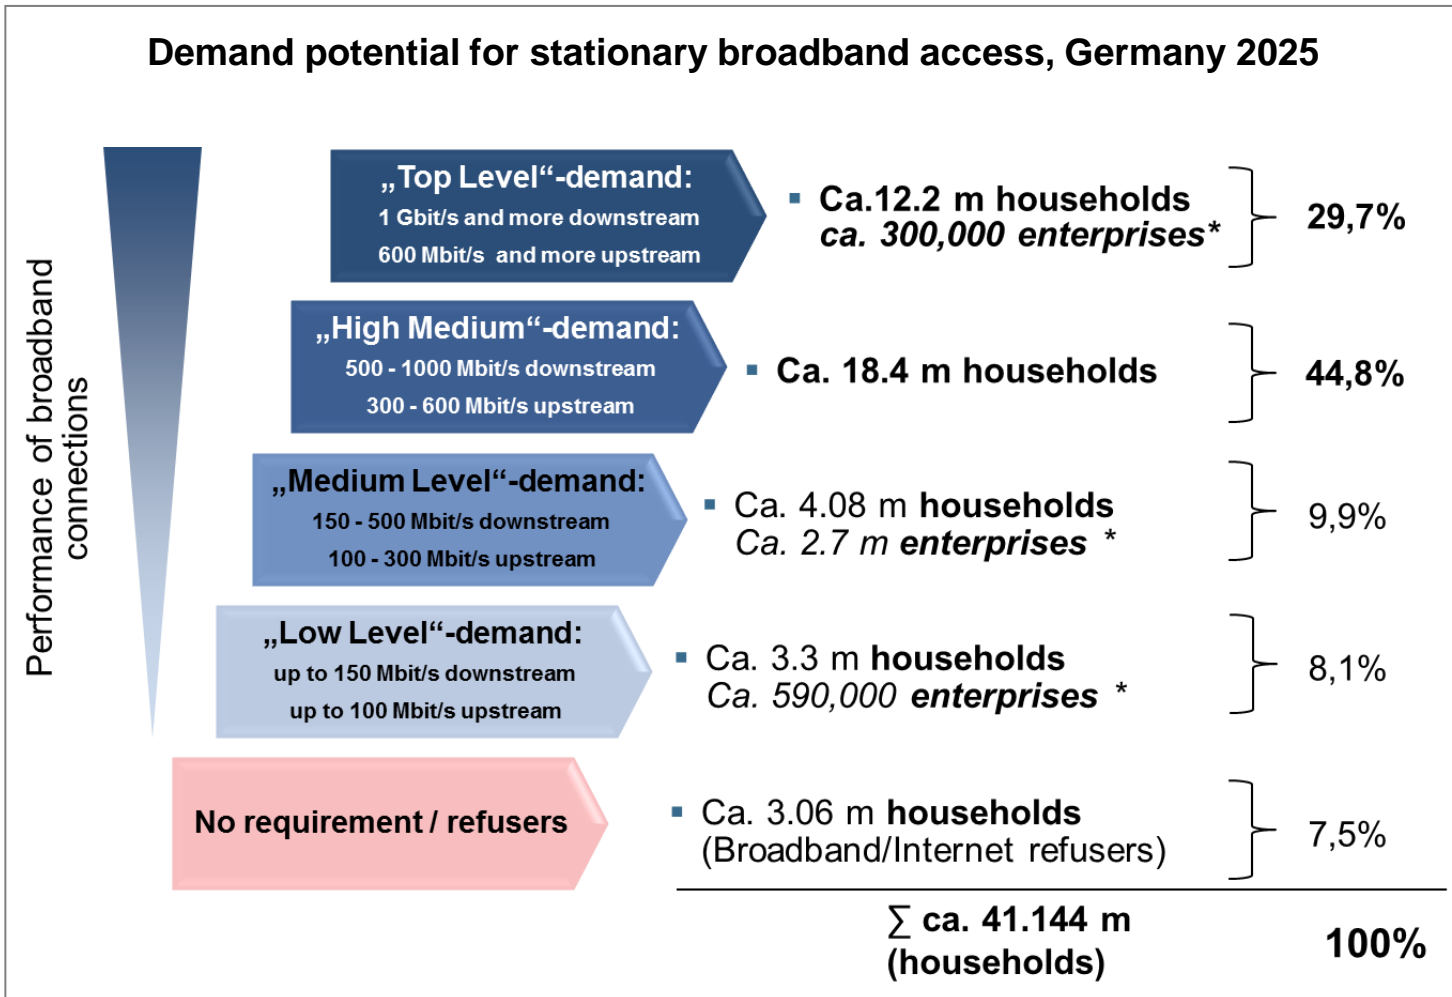 Demand potential for stationary broadband access, Germany 2025
Performance of broadband
connections
„Top Level“-demand:
1 Gbit/s and more downstream
600 Mbit/s and more upstream
▪ Ca.12.2 m households
ca. 300,000 enterprises*
29,7%
„High Medium“-demand:
500 - 1000 Mbit/s downstream
300 - 600 Mbit/s upstream
▪ Ca. 18.4 m households
44,8%
„Medium Level“-demand:
150 - 500 Mbit/s downstream
100 - 300 Mbit/s upstream
▪ Ca. 4.08 m households
Ca. 2.7 m enterprises *
9,9%
„Low Level“-demand:
up to 150 Mbit/s downstream
up to 100 Mbit/s upstream
▪ Ca. 3.3 m households
Ca. 590,000 enterprises *
8,1%
No requirement / refusers
▪ Ca. 3.06 m households
(Broadband/Internet refusers)
7,5%
∑ ca. 41.144 m
(households)
100%